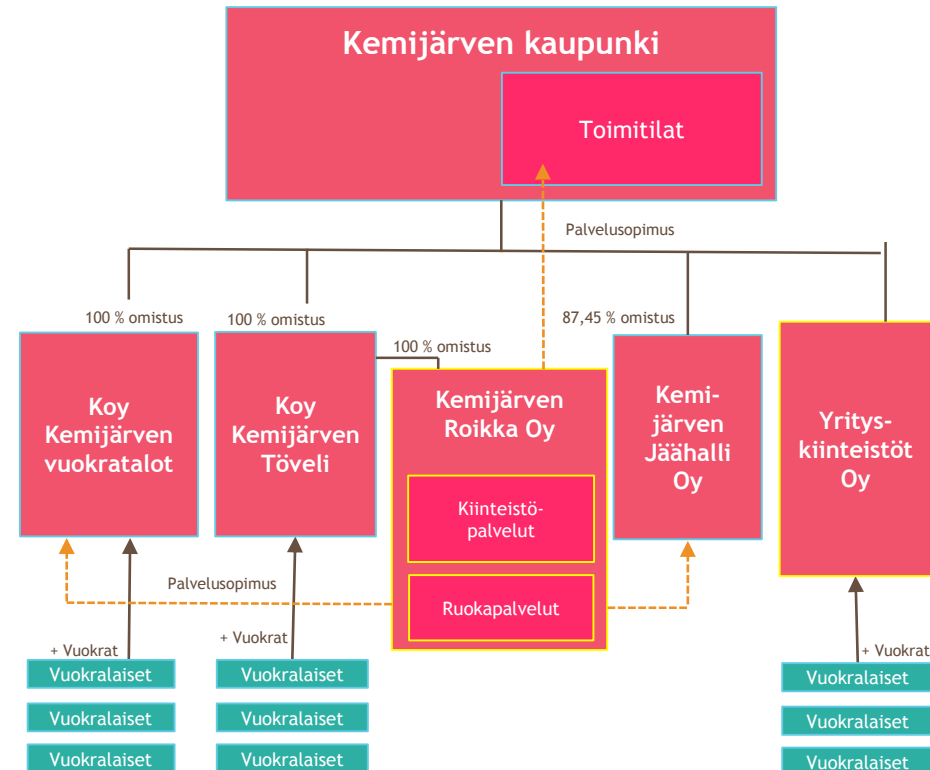 Kemijärven kaupunki
Toimitilat
Palvelusopimus
100 % omistus
100 % omistus
87,45 % omistus
100 % omistus
Koy
Kemijärven
vuokratalot
Koy
Kemijärven
Töveli
Kemijärven
Roikka Oy
Kiinteistö-
palvelut
Ruokapalvelut
Kemi-
järven
Jäähalli
Oy
Yritys-
kiinteistöt
Oy
Palvelusopimus
+ Vuokrat
+ Vuokrat
+ Vuokrat
Vuokralaiset
Vuokralaiset
Vuokralaiset
Vuokralaiset
Vuokralaiset
Vuokralaiset
Vuokralaiset
Vuokralaiset
Vuokralaiset